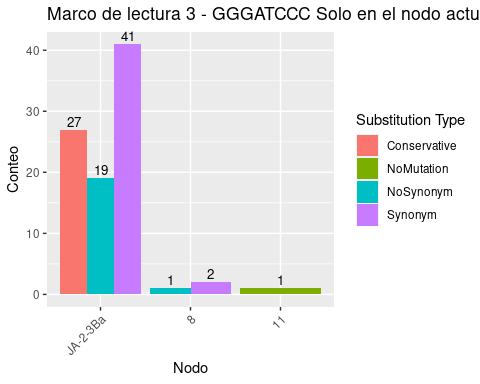 Marco de lectura 3 - GGGATCCC Solo en el nodo actu
Conteo
40
30
20
10
0
27
19
41
1
2
1
JA-2-3Ba
8
11
Nodo
Substitution Type
Conservative
NoMutation
NoSynonym
Synonym